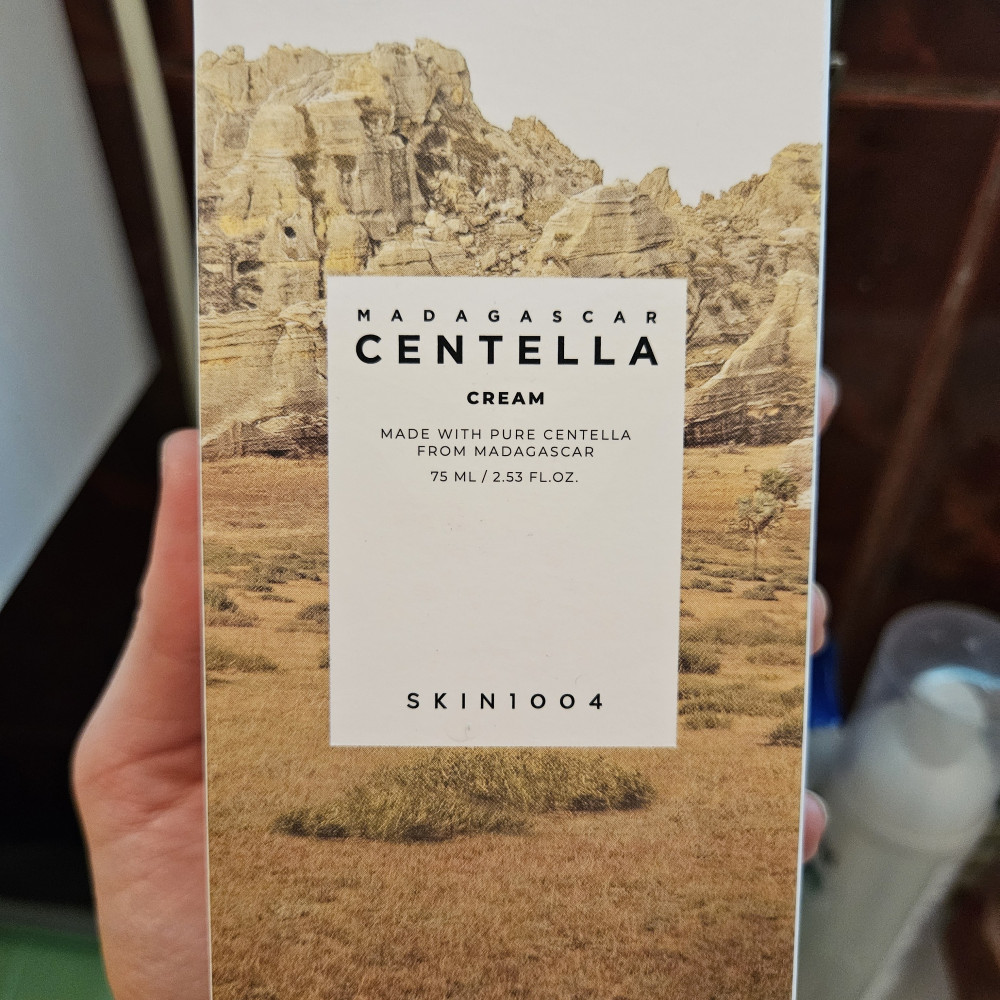 MADAGASCAR
CENTELLA
CREAM
MADE WITH PURE CENTELLA
FROM MADAGASCAR
75 ML / 2.53 FL.OZ.
SKIN1004